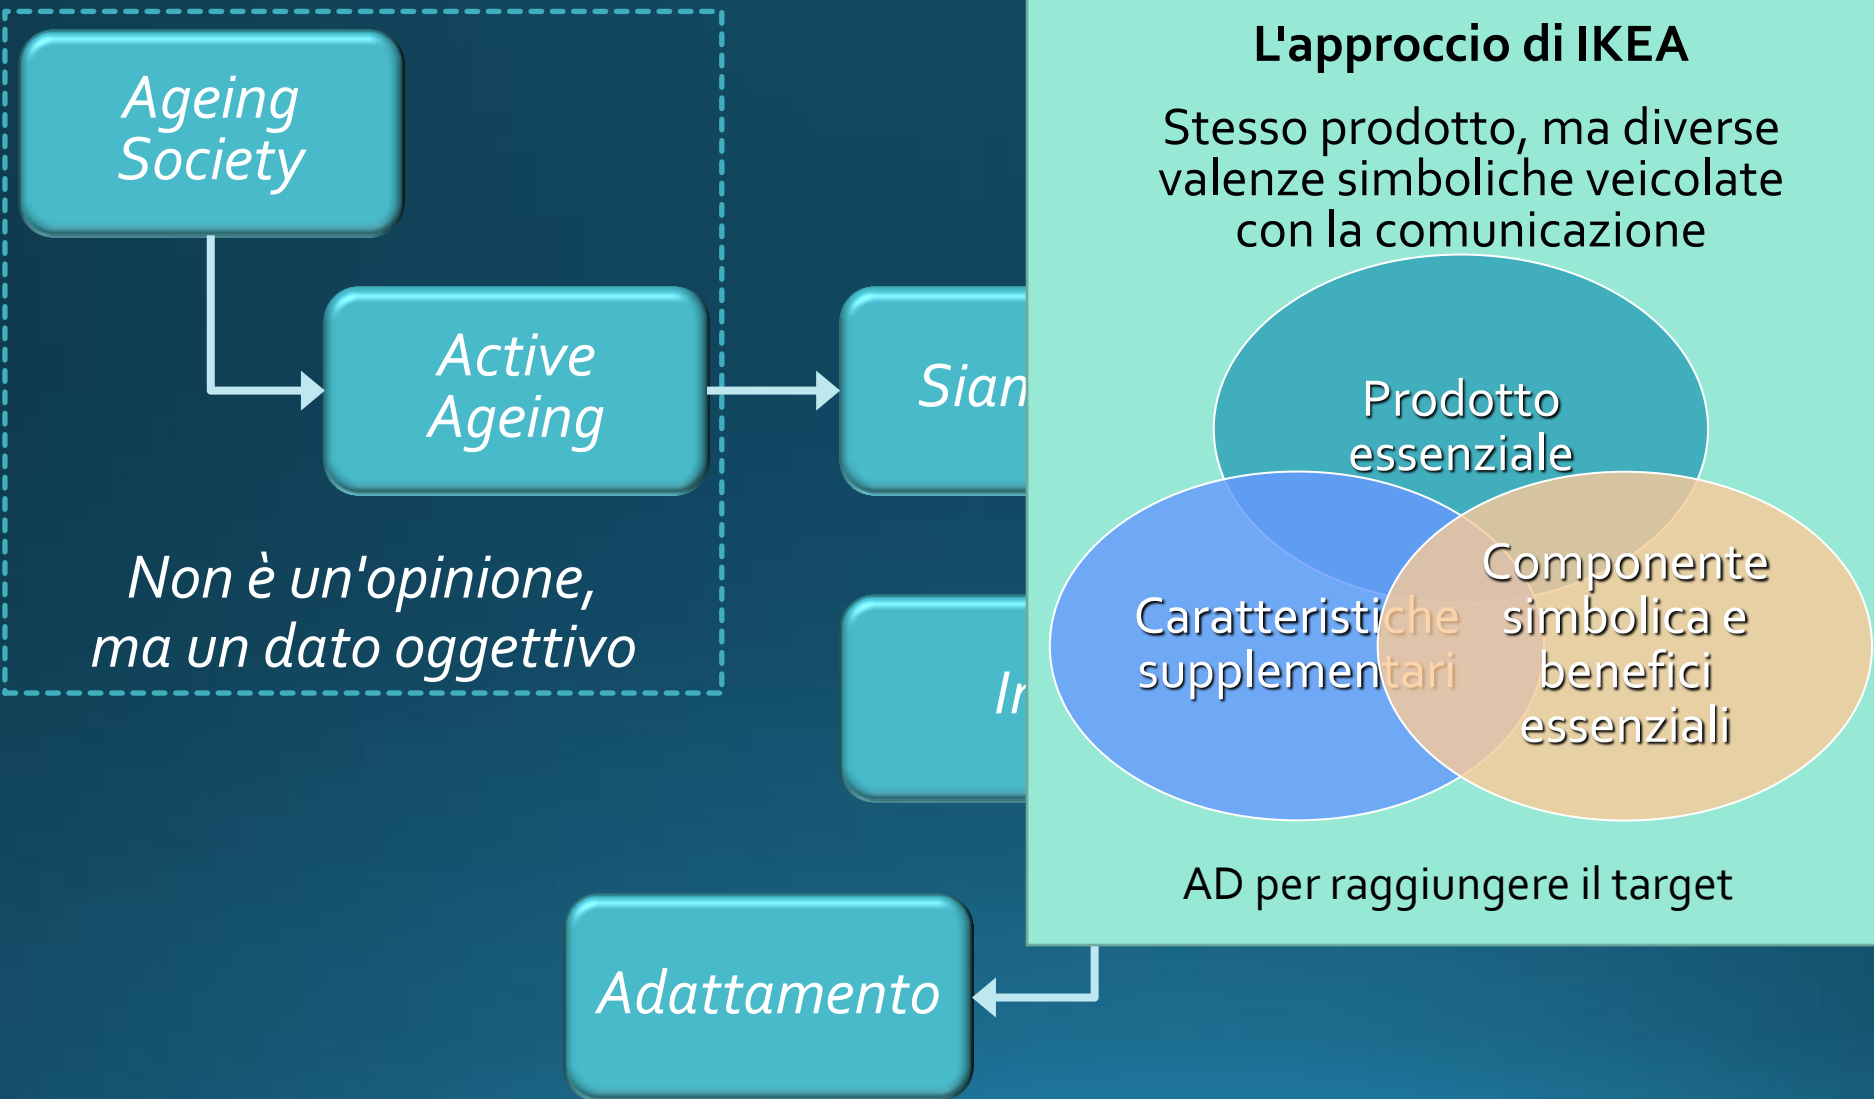 Ageing
Society
Active
Ageing
Non è un'opinione,
ma un dato oggettivo
Adattamento
L'approccio di IKEA
Stesso prodotto, ma diverse
valenze simboliche veicolate
con la comunicazione
Prodotto
essenziale
Caratteristiche
supplementari
Componente
simbolica e
benefici
essenziali
AD per raggiungere il target